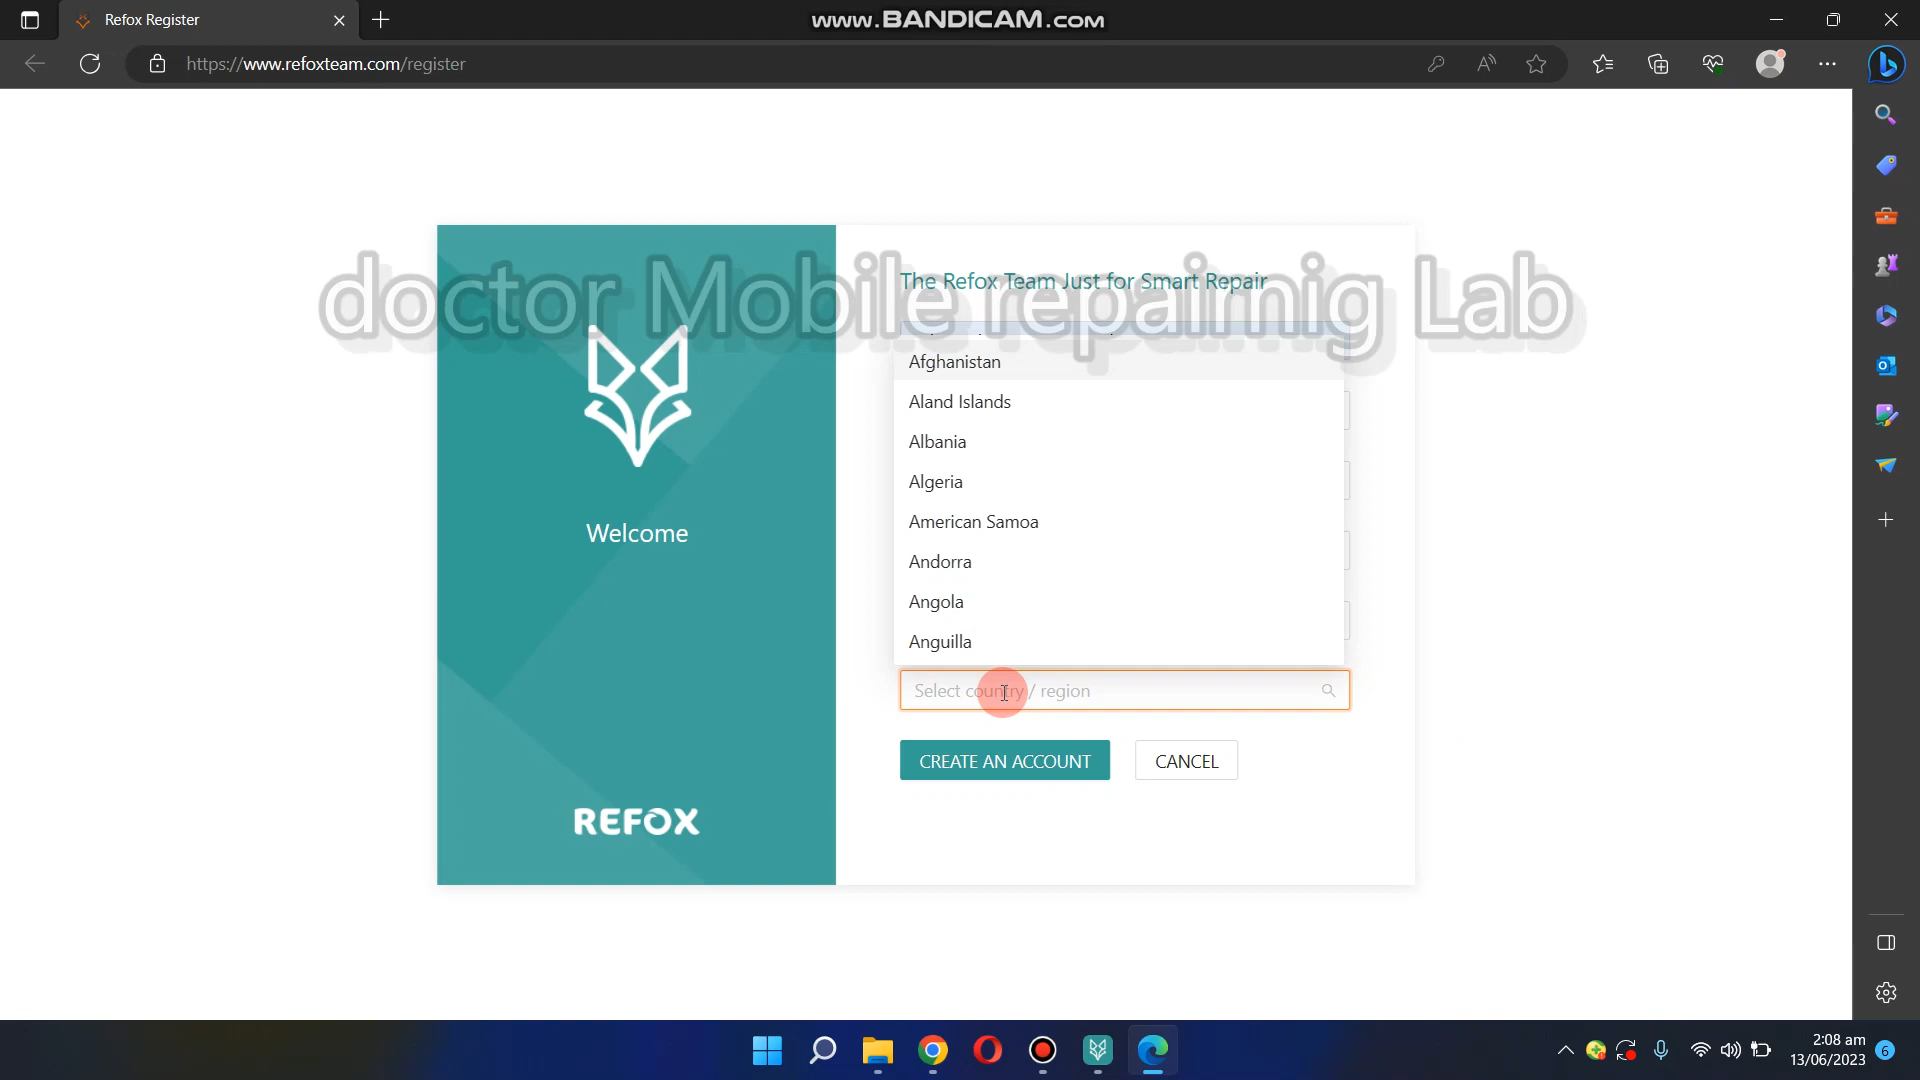 Refox Register
www.BANDICAM.com
https://www.refoxteam.com/register
doctor Mobile repairnig Lab
The Refox Team Just for Smart Repair
Afghanistan
Aland Islands
Albania
Algeria
American Samoa
Andorra
Angola
Anguilla
Welcome
Select country / region
CREATE AN ACCOUNT
CANCEL
REFOX
2:08 am
13/06/2023
6